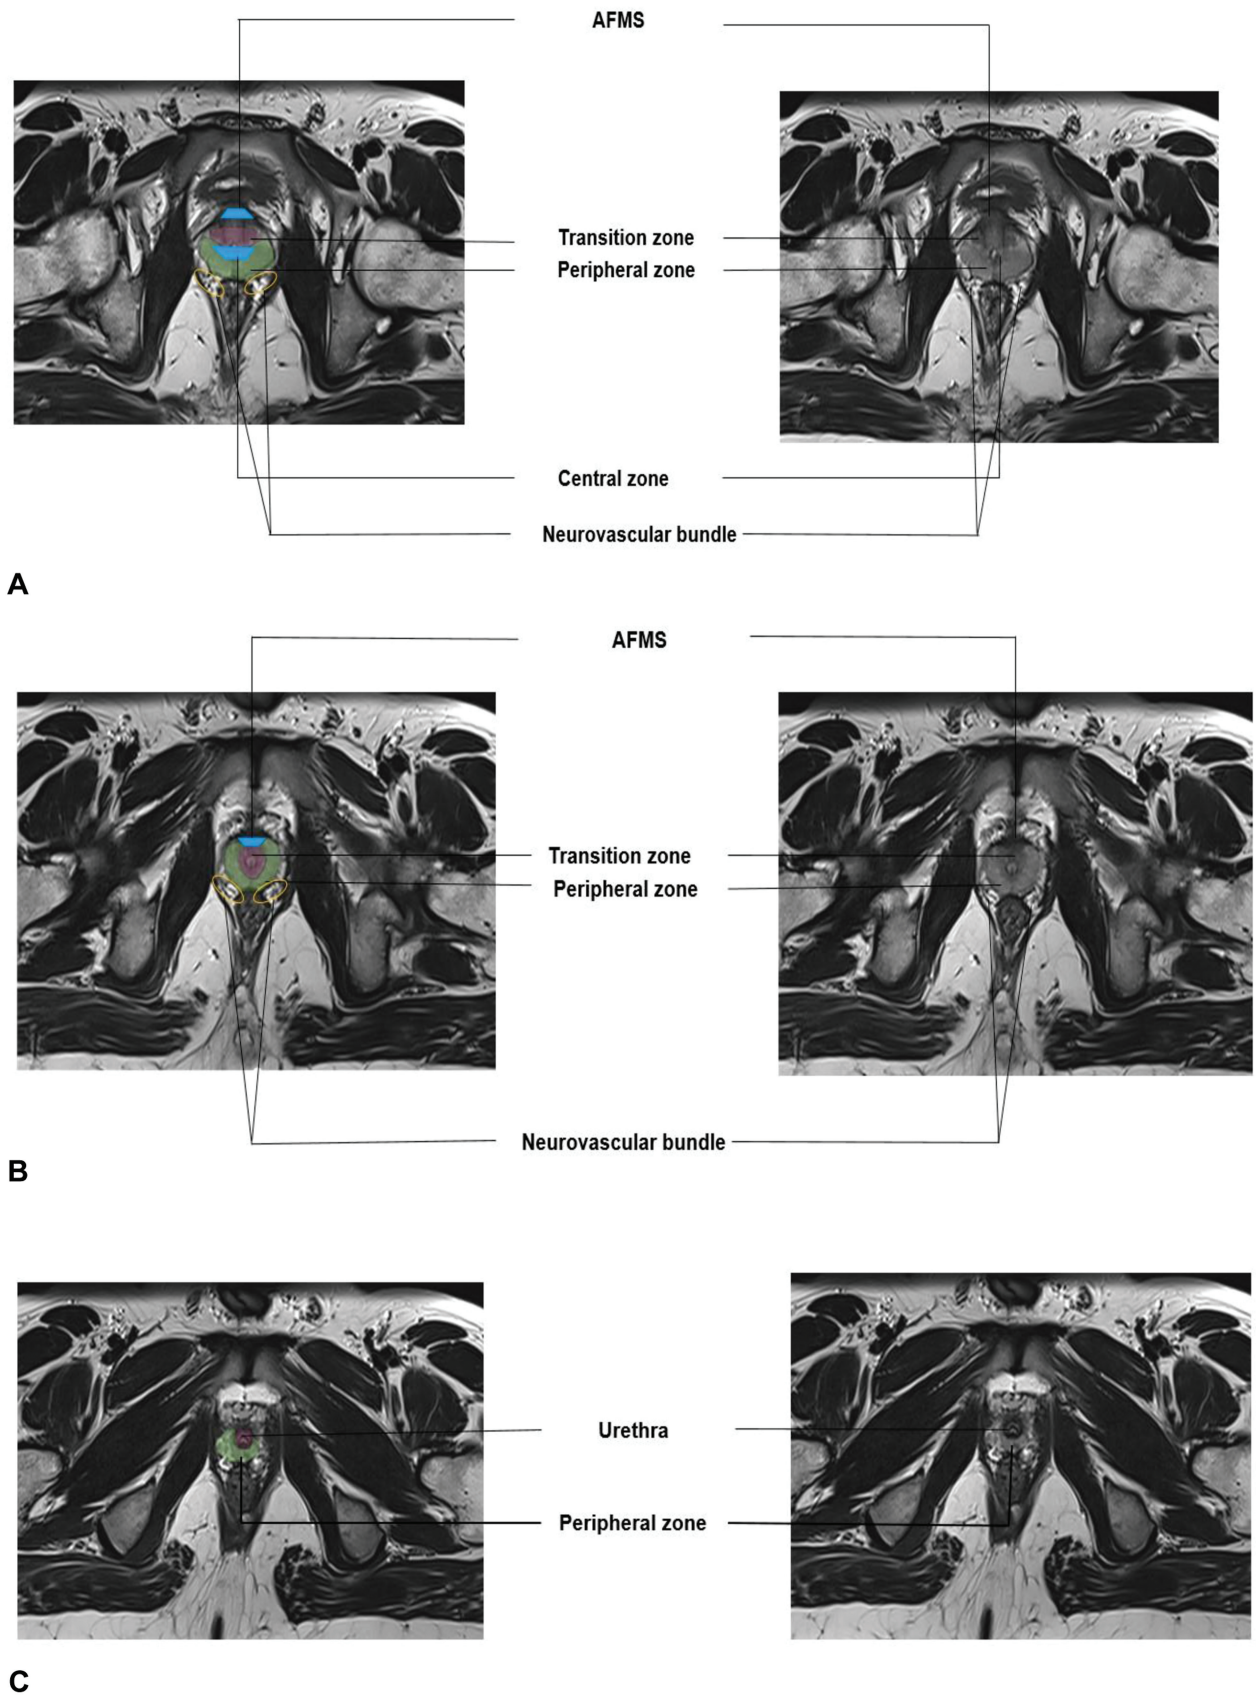 AFMS
Transition zone
Peripheral zone
Central zone
Neurovascular bundle
A
AFMS
Transition zone
Peripheral zone
Neurovascular bundle
B
Urethra
Peripheral zone
C